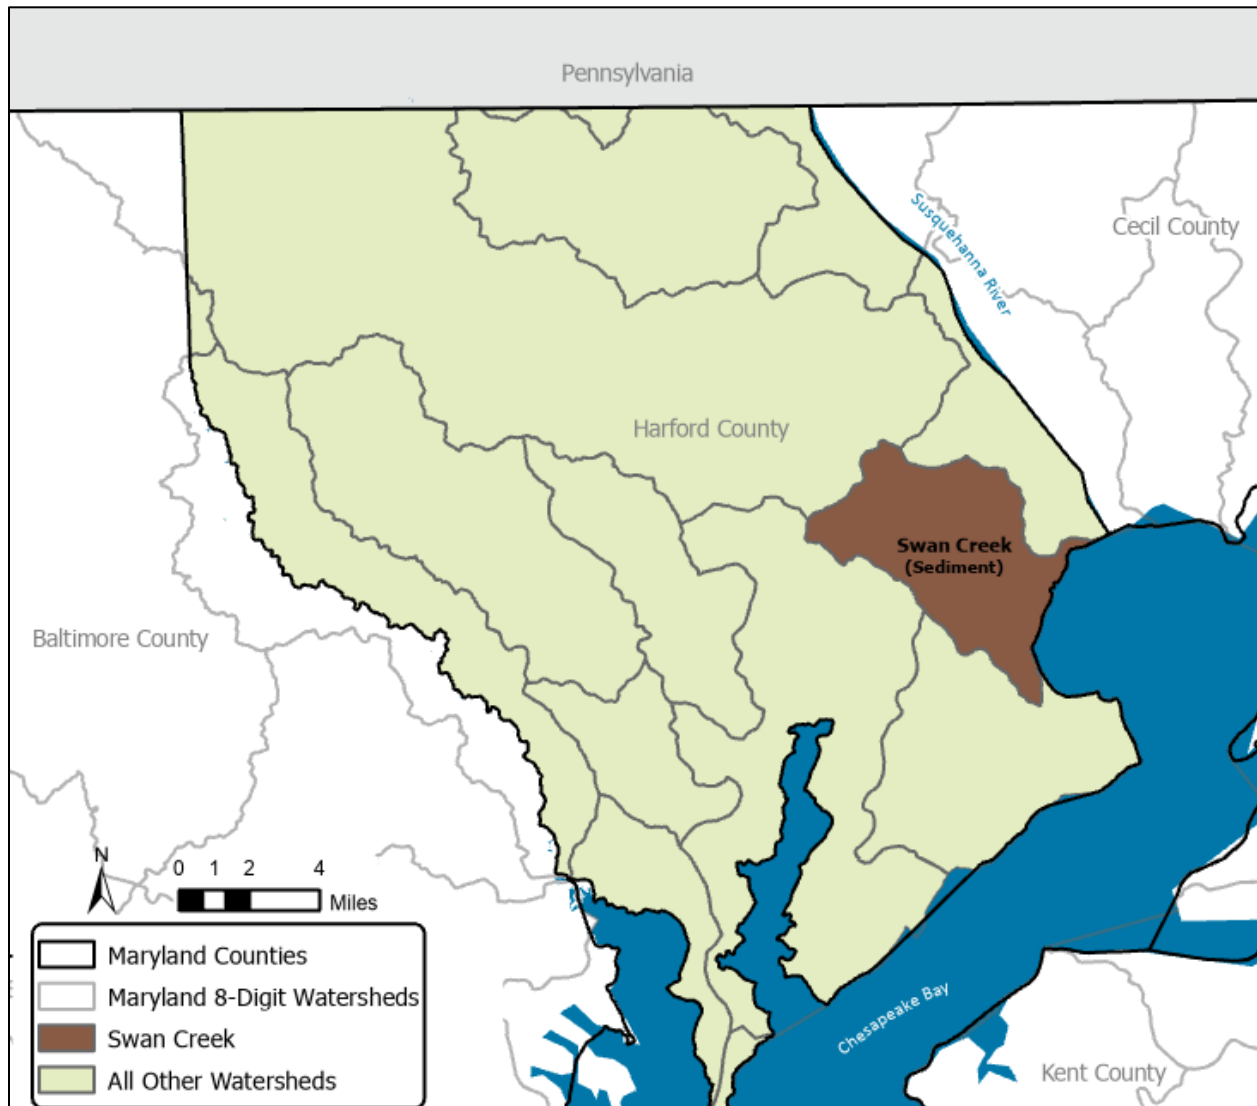 Pennsylvania
Susquehanna River
Cecil County
Harford County
Swan Creek
(Sediment)
Baltimore County
N
0 1 2 4
Miles
Maryland Counties
Maryland 8-Digit Watersheds
Swan Creek
All Other Watersheds
Chesapeake Bay
Kent County